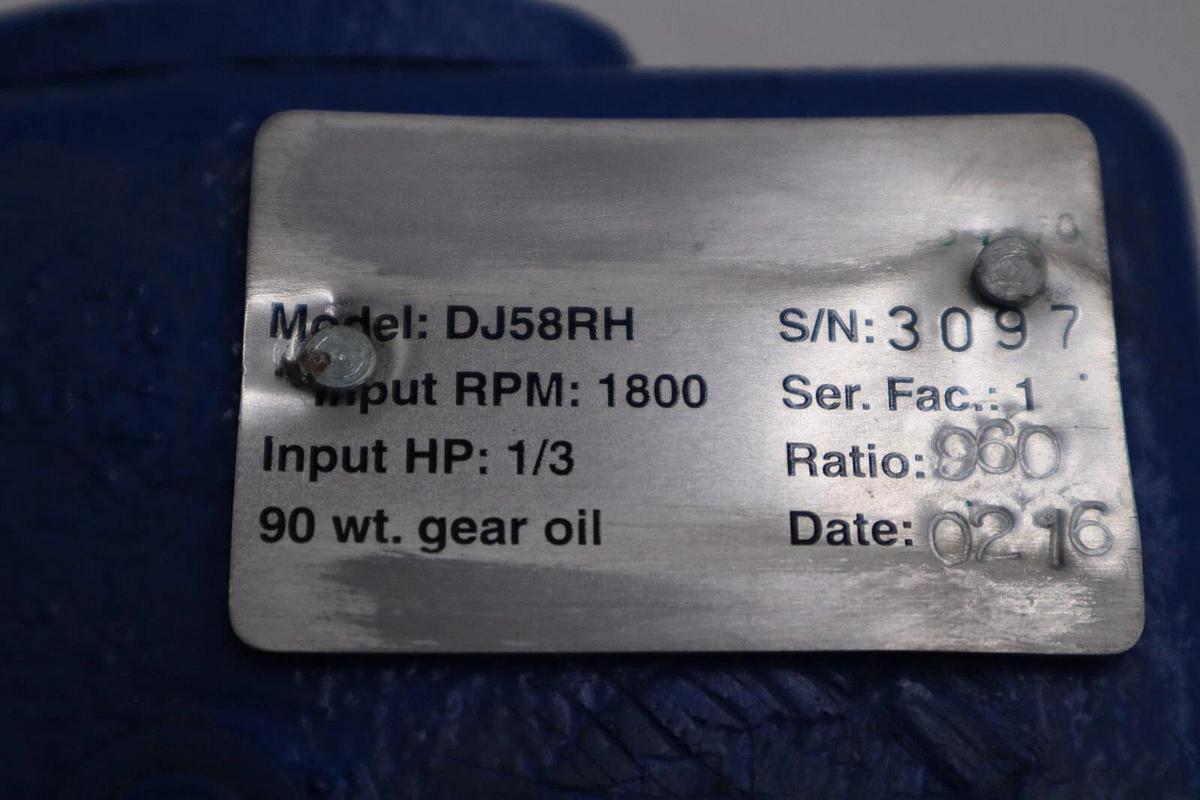 Model: DJ58RH S/N: 3097
Input RPM: 1800 Ser. Fac.: 1
Input HP: 1/3 Ratio: 960
90 wt. gear oil Date: 0216